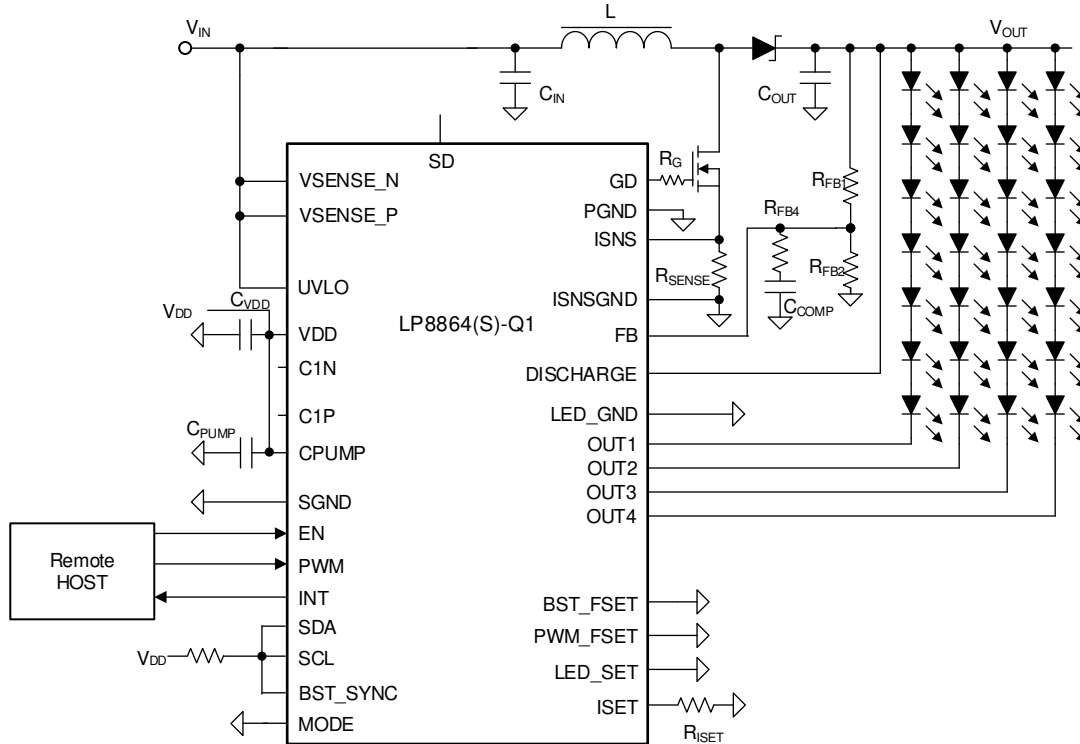 VIN
L
VOUT
CIN
COUT
SD
VSENSE_N
VSENSE_P
UVLO
VDD
CVDD
VDD
C1N
C1P
CPUMP
CPUMP
SGND
EN
PWM
INT
SDA
SCL
BST_SYNC
MODE
Remote
HOST
VDD
LP8864(S)-Q1
GD
PGND
ISNS
ISNSGND
FB
DISCHARGE
LED_GND
OUT1
OUT2
OUT3
OUT4
BST_FSET
PWM_FSET
LED_SET
ISET
RG
RSENSE
RFB4
CCOMP
RFB1
RFB2
RISET